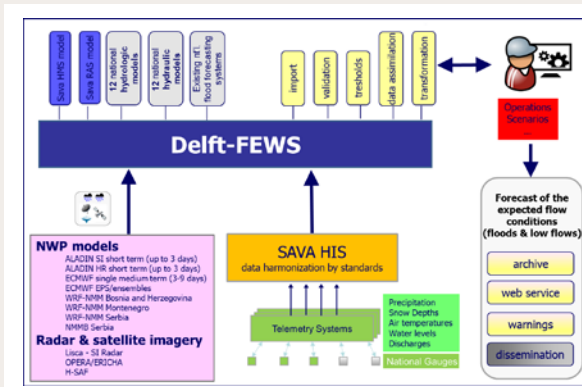 Sava HMS model
Sava RAS model
12 national
hydrologic
models
12 national
hydraulic
models
Existing nt'l.
flood forecasting
systems
import
validation
tresholds
data assimilation
transformation
Delft-FEWS
Operations
Scenarios
...
NWP models
ALADIN SI short term (up to 3 days)
ALADIN HR short term (up to 3 days)
ECMWF single medium term (3-9 days)
ECMWF EPS/ensembles
WRF-NMM Bosnia and Herzegovina
WRF-NMM Montenegro
WRF-NMM Serbia
NMMB Serbia
Radar & satellite imagery
Lisca - SI Radar
OPERA/ERICHA
H-SAF
SAVA HIS
data harmonization by standards
Telemetry Systems
Precipitation
Snow Depths
Air temperatures
Water levels
Discharges
National Gauges
Forecast of the
expected flow
conditions
(floods & low flows)
archive
web service
warnings
dissemination